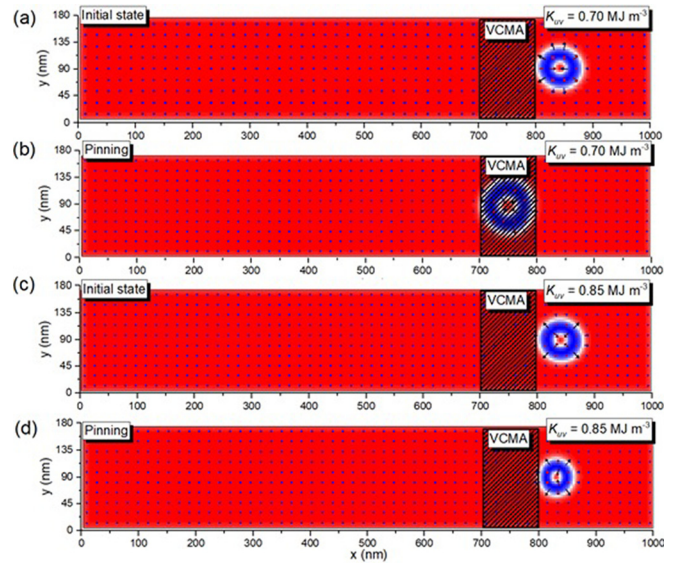 (a)
Initial state
VCMA
Kuv = 0.70 MJ m-3
y (nm)
180
135
90
45
0
0 100 200 300 400 500 600 700 800 900 1000
(b)
Pinning
VCMA
Kuv = 0.70 MJ m-3
y (nm)
180
135
90
45
0
0 100 200 300 400 500 600 700 800 900 1000
(c)
Initial state
VCMA
Kuv = 0.85 MJ m-3
y (nm)
180
135
90
45
0
0 100 200 300 400 500 600 700 800 900 1000
(d)
Pinning
VCMA
Kuv = 0.85 MJ m-3
y (nm)
180
135
90
45
0
0 100 200 300 400 500 600 700 800 900 1000
x (nm)